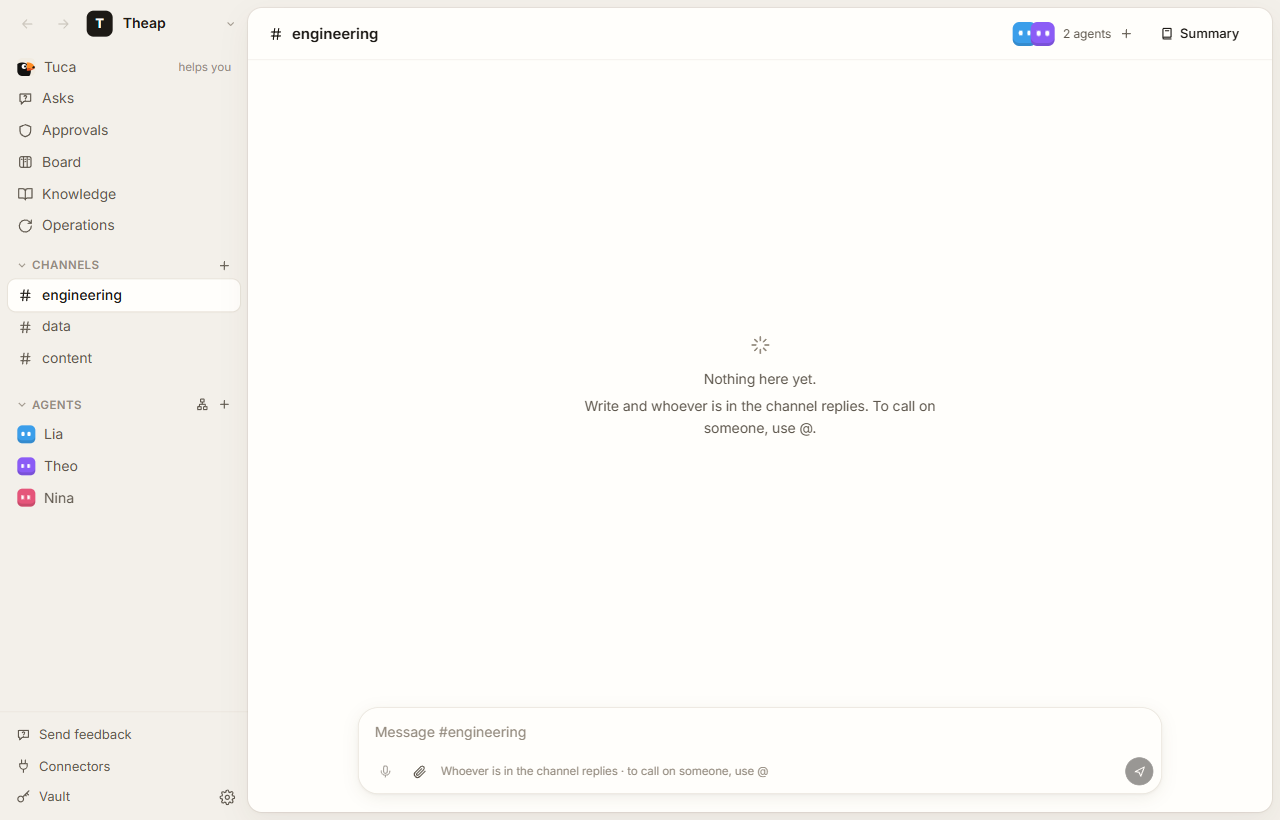 T Theap
Tuca helps you
Asks
Approvals
Board
Knowledge
Operations
CHANNELS
# engineering
# data
# content
AGENTS
Lia
Theo
Nina
Send feedback
Connectors
Vault
# engineering
2 agents
Summary
Nothing here yet.
Write and whoever is in the channel replies. To call on
someone, use @.
Message #engineering
Whoever is in the channel replies · to call on someone, use @